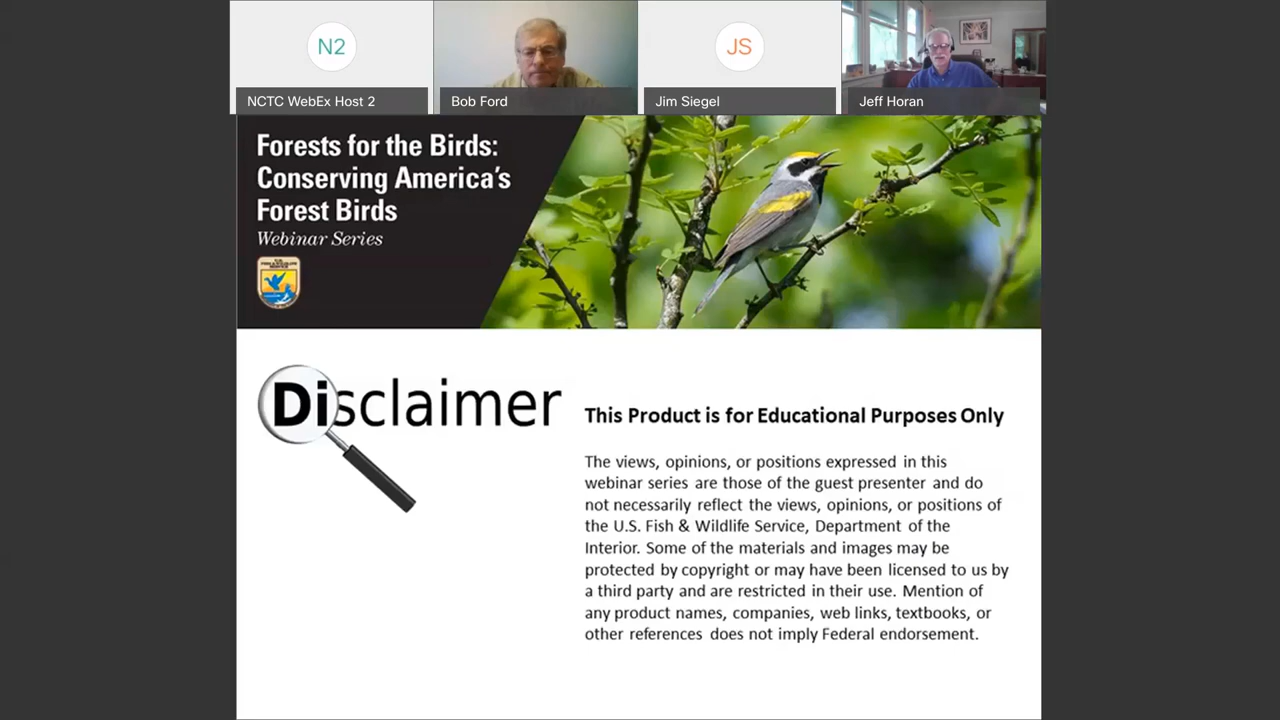 N2
JS
NCTC WebEx Host 2
Bob Ford
Jim Siegel
Jeff Horan
Forests for the Birds:
Conserving America's
Forest Birds
Webinar Series
U.S.
FISH & WILDLIFE
SERVICE
Disclaimer
This Product is for Educational Purposes Only
The views, opinions, or positions expressed in this
webinar series are those of the guest presenter and do
not necessarily reflect the views, opinions, or positions of
the U.S. Fish & Wildlife Service, Department of the
Interior. Some of the materials and images may be
protected by copyright or may have been licensed to us by
a third party and are restricted in their use. Mention of
any product names, companies, web links, textbooks, or
other references does not imply Federal endorsement.